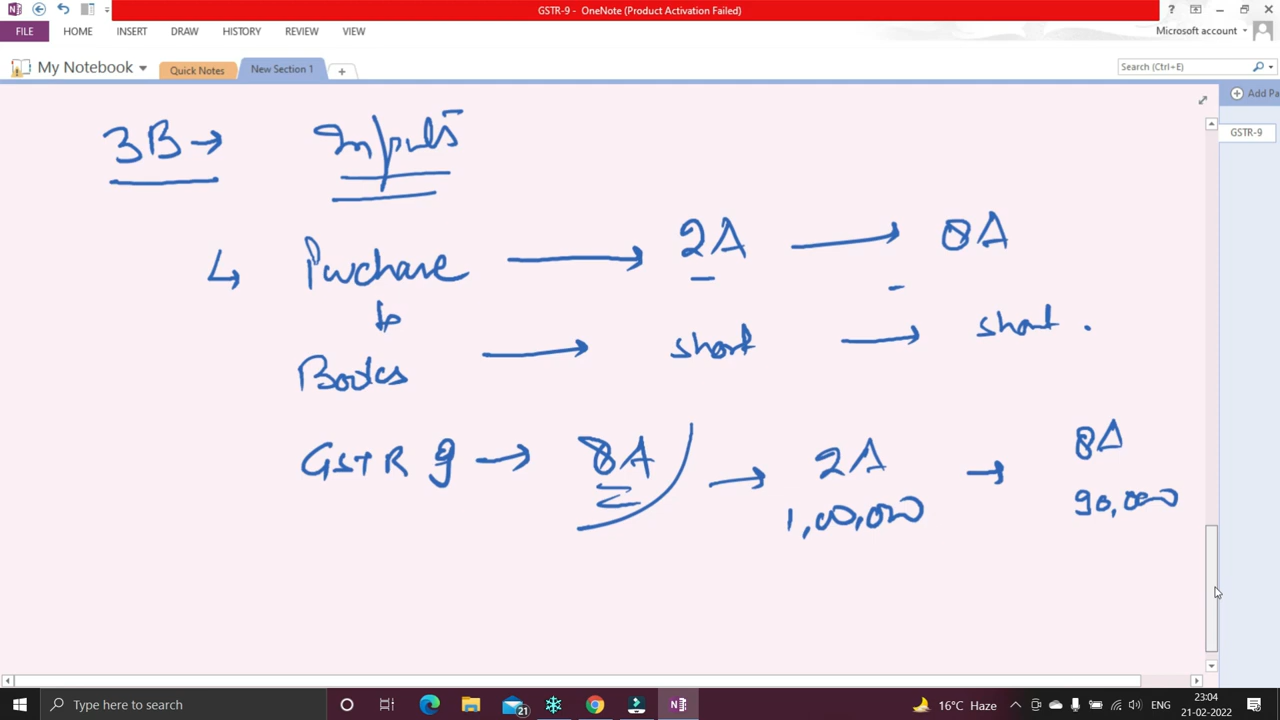 GSTR-9 - OneNote (Product Activation Failed)
FILE HOME INSERT DRAW HISTORY REVIEW VIEW
Microsoft account
My Notebook Quick Notes New Section 1
Search (Ctrl+E)
Add Pa
GSTR-9
3B → Inputs
↳ Purchase → 2A → 8A
to
Books → short → short .
GSTR 9 → 8A → 2A → 8A
1,00,000 90,000
Type here to search
21
16°C Haze
ENG
23:04
21-02-2022